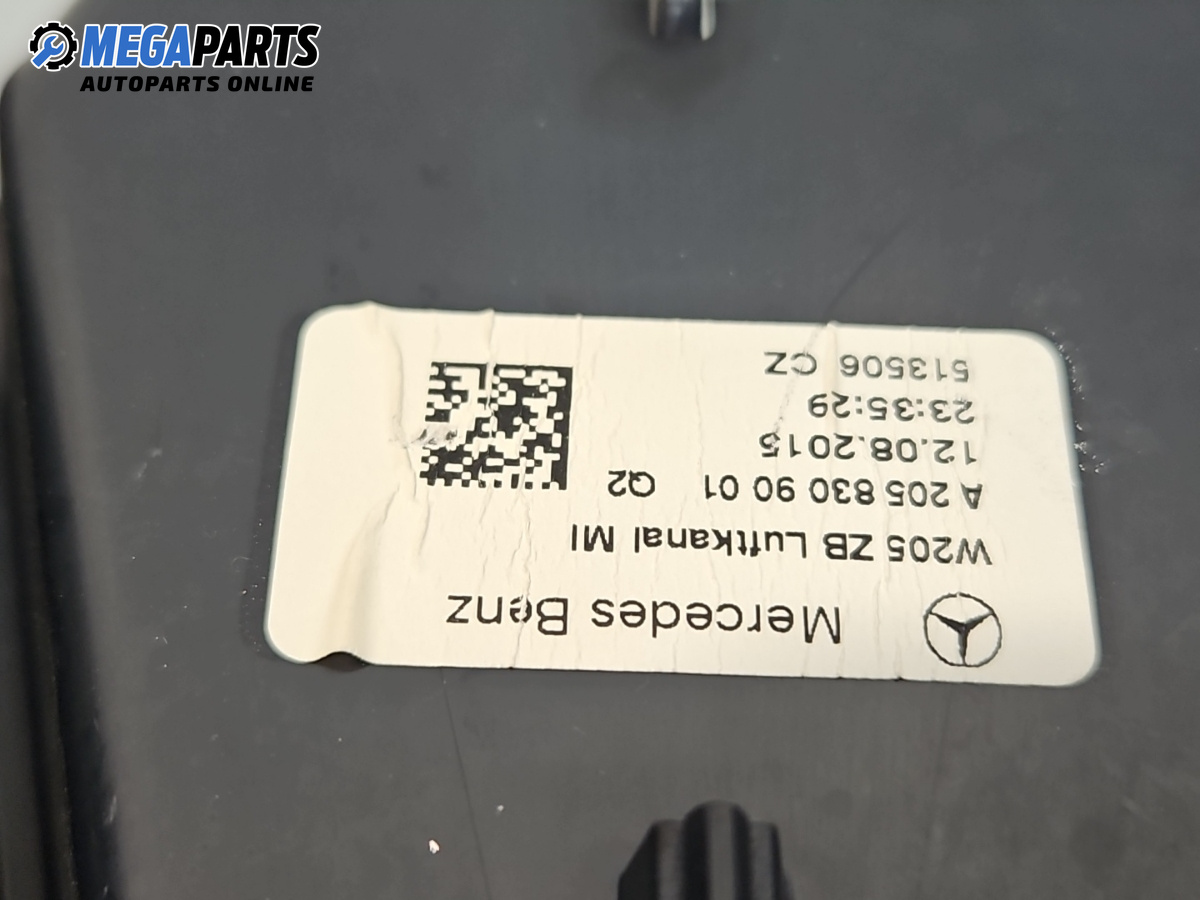 MEGAPARTS
AUTOPARTS ONLINE
Mercedes Benz
W205 ZB Luftkanal MI
A 205 830 90 01 Q2
12.08.2015
23:35:29
513506 CZ